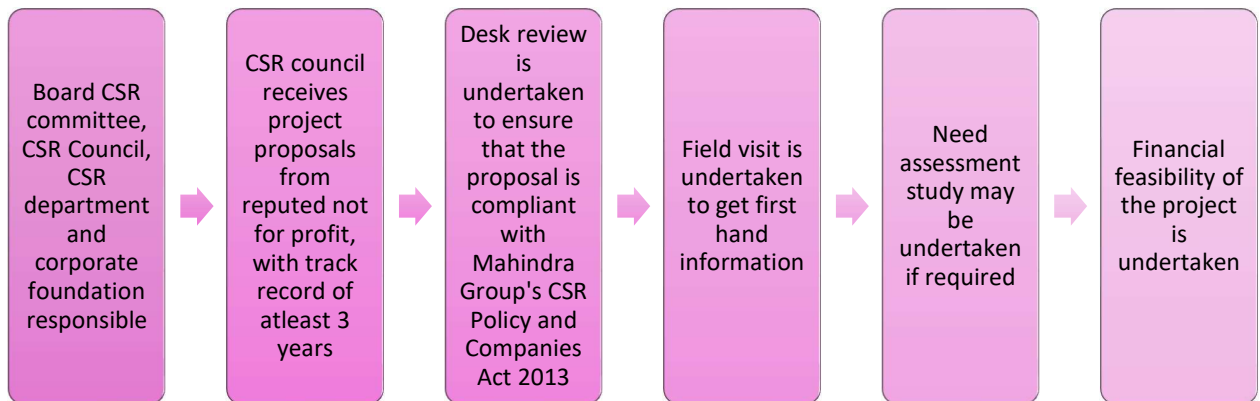 Board CSR
committee,
CSR Council,
CSR
department
and
corporate
foundation
responsible
CSR council
receives
project
proposals
from
reputed not
for profit,
with track
record of
atleast 3
years
Desk review
is
undertaken
to ensure
that the
proposal is
compliant
with
Mahindra
Group's CSR
Policy and
Companies
Act 2013
Field visit is
undertaken
to get first
hand
information
Need
assessment
study may
be
undertaken
if required
Financial
feasibility of
the project
is
undertaken